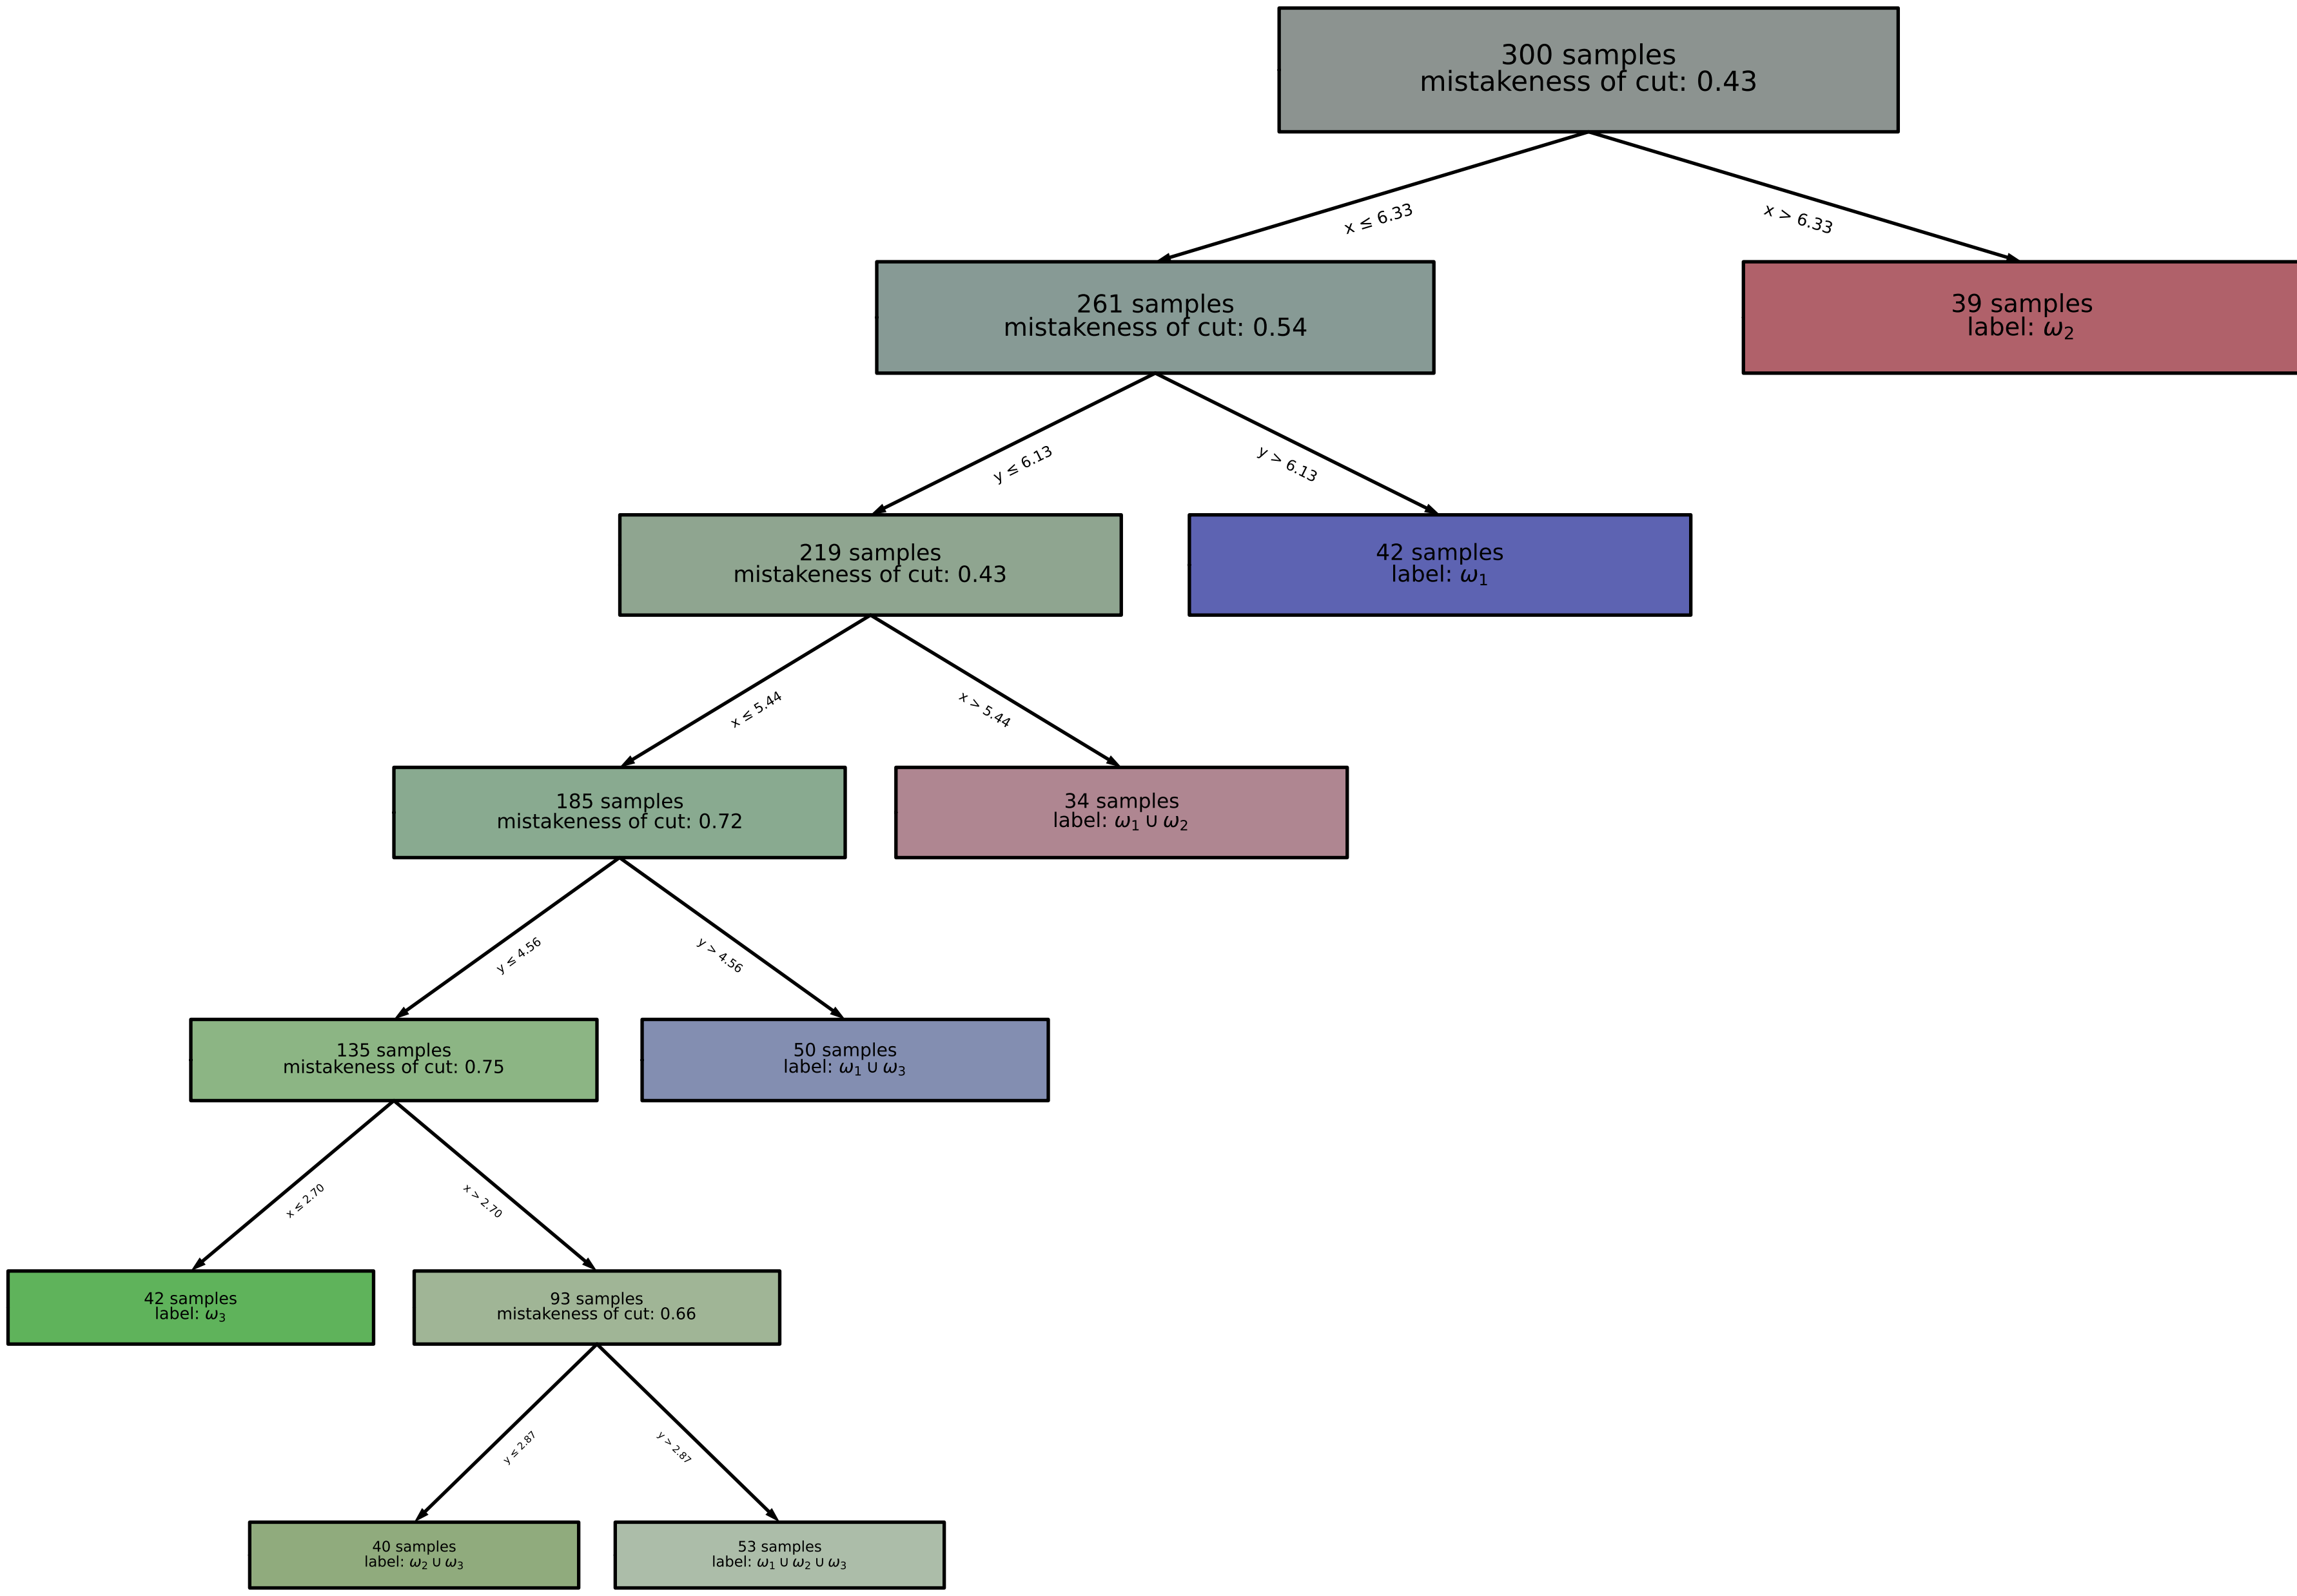 300 samples
mistakeness of cut: 0.43
x ≤ 6.33
x > 6.33
261 samples
mistakeness of cut: 0.54
39 samples
label: ω₂
y ≤ 6.13
y > 6.13
219 samples
mistakeness of cut: 0.43
42 samples
label: ω₁
x ≤ 5.44
x > 5.44
185 samples
mistakeness of cut: 0.72
34 samples
label: ω₁ ∪ ω₂
y ≤ 4.56
y > 4.56
135 samples
mistakeness of cut: 0.75
50 samples
label: ω₁ ∪ ω₃
x ≤ 2.70
x > 2.70
42 samples
label: ω₃
93 samples
mistakeness of cut: 0.66
y ≤ 2.87
y > 2.87
40 samples
label: ω₂ ∪ ω₃
53 samples
label: ω₁ ∪ ω₂ ∪ ω₃